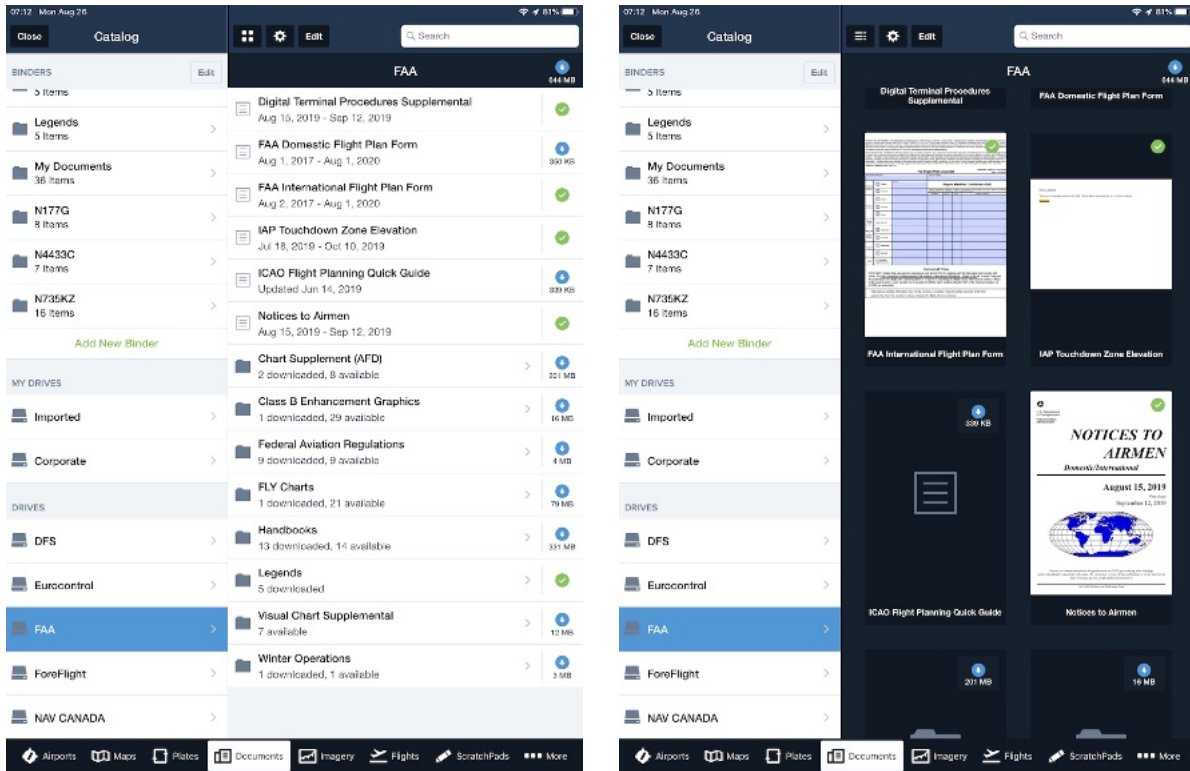 07:12 Mon Aug 26
81%
Close
Catalog
Edit
Search
BINDERS
Edit
FAA
644 MB
5 Items
Legends
5 Items
My Documents
36 Items
N177G
8 Items
N4433C
7 Items
N735KZ
16 Items
Add New Binder
MY DRIVES
Imported
Corporate
DRIVES
DFS
Eurocontrol
FAA
ForeFlight
NAV CANADA
Digital Terminal Procedures Supplemental
Aug 15, 2019 - Sep 12, 2019
FAA Domestic Flight Plan Form
Aug 1, 2017 - Aug 1, 2020
350 KB
FAA International Flight Plan Form
Aug 2, 2017 - Aug 1, 2020
IAP Touchdown Zone Elevation
Jul 18, 2019 - Oct 10, 2019
ICAO Flight Planning Quick Guide
Updated Jun 14, 2019
339 KB
Notices to Airmen
Aug 15, 2019 - Sep 12, 2019
Chart Supplement (AFD)
2 downloaded, 8 available
201 MB
Class B Enhancement Graphics
1 downloaded, 29 available
16 MB
Federal Aviation Regulations
9 downloaded, 9 available
4 MB
FLY Charts
1 downloaded, 21 available
79 MB
Handbooks
13 downloaded, 14 available
331 MB
Legends
5 downloaded
Visual Chart Supplemental
7 available
12 MB
Winter Operations
1 downloaded, 1 available
3 MB
Airports
Maps
Plates
Documents
Imagery
Flights
ScratchPads
More
07:12 Mon Aug 26
81%
Close
Catalog
Edit
Search
BINDERS
Edit
FAA
644 MB
5 Items
Legends
5 Items
My Documents
36 Items
N177G
8 Items
N4433C
7 Items
N735KZ
16 Items
Add New Binder
MY DRIVES
Imported
Corporate
DRIVES
DFS
Eurocontrol
FAA
ForeFlight
NAV CANADA
Digital Terminal Procedures
Supplemental
FAA Domestic Flight Plan Form
FAA International Flight Plan Form
IAP Touchdown Zone Elevation
339 KB
NOTICES TO
AIRMEN
Domestic/International
August 15, 2019
September 12, 2019
ICAO Flight Planning Quick Guide
Notices to Airmen
201 MB
16 MB
Airports
Maps
Plates
Documents
Imagery
Flights
ScratchPads
More